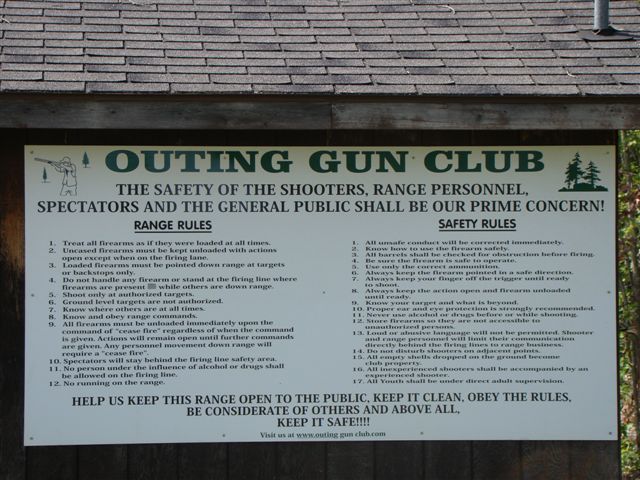 OUTING GUN CLUB
THE SAFETY OF THE SHOOTERS, RANGE PERSONNEL,
SPECTATORS AND THE GENERAL PUBLIC SHALL BE OUR PRIME CONCERN!
RANGE RULES
1. Treat all firearms as if they were loaded at all times.
2. Uncased firearms must be kept unloaded with actions
open except when on the firing lane.
3. Loaded firearms must be pointed down range at targets
or backstops only.
4. Do not handle any firearm or stand at the firing line where
firearms are present while others are down range.
5. Shoot only at authorized targets.
6. Ground level targets are not authorized.
7. Know where others are at all times.
8. Know and obey range commands.
9. All firearms must be unloaded immediately upon the
command of "cease fire" regardless of when the command
is given. Actions will remain open until further commands
are given. Any personnel movement down range will
require a "cease fire".
10. Spectators will stay behind the firing line safety area.
11. No person under the influence of alcohol or drugs shall
be allowed on the firing line.
12. No running on the range.
SAFETY RULES
1. All unsafe conduct will be corrected immediately.
2. Know how to use the firearm safely.
3. All barrels shall be checked for obstruction before firing.
4. Be sure the firearm is safe to operate.
5. Use only the correct ammunition.
6. Always keep the firearm pointed in a safe direction.
7. Always keep your finger off the trigger until ready
to shoot.
8. Always keep the action open and firearm unloaded
until ready.
9. Know your target and what is beyond.
10. Proper ear and eye protection is strongly recommended.
11. Never use alcohol or drugs before or while shooting.
12. Store firearms so they are not accessible to
unauthorized persons.
13. Loud or abusive language will not be permitted. Shooter
and range personnel will limit their communication
directly behind the firing lines to range business.
14. Do not disturb shooters on adjacent points.
15. All empty shells dropped on the ground become
club property.
16. All inexperienced shooters shall be accompanied by an
experienced shooter.
17. All Youth shall be under direct adult supervision.
HELP US KEEP THIS RANGE OPEN TO THE PUBLIC, KEEP IT CLEAN, OBEY THE RULES,
BE CONSIDERATE OF OTHERS AND ABOVE ALL,
KEEP IT SAFE!!!!
Visit us at www.outing gun club.com